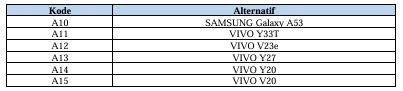 Kode Alternatif
A10 SAMSUNG Galaxy A53
A11 VIVO Y33T
A12 VIVO V23e
A13 VIVO Y27
A14 VIVO Y20
A15 VIVO V20